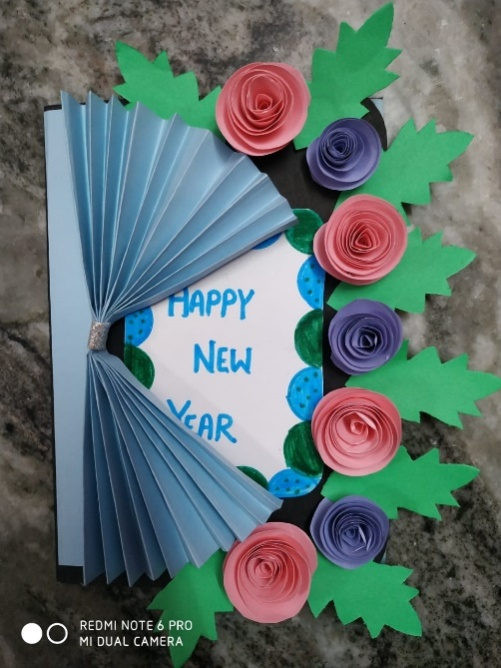 HAPPY
NEW
YEAR
REDMI NOTE 6 PRO
MI DUAL CAMERA